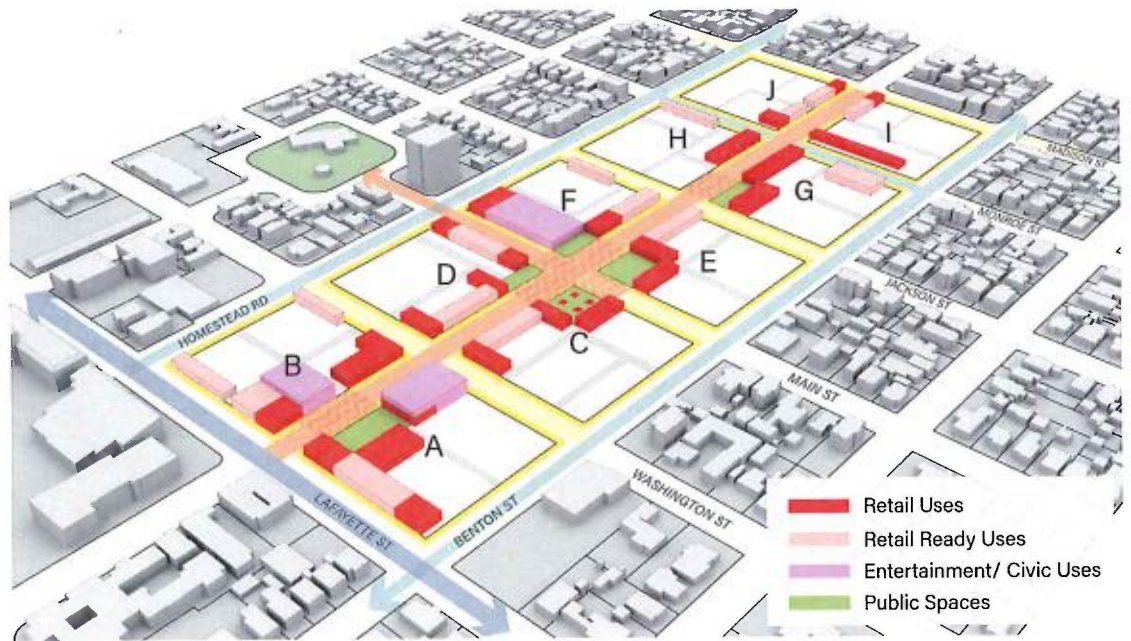 J
I
H
MADISON ST
G
F
MONROE ST
E
D
JACKSON ST
HOMESTEAD RD
C
B
MAIN ST
A
WASHINGTON ST
LAFAYETTE ST
BENTON ST
Retail Uses
Retail Ready Uses
Entertainment/ Civic Uses
Public Spaces